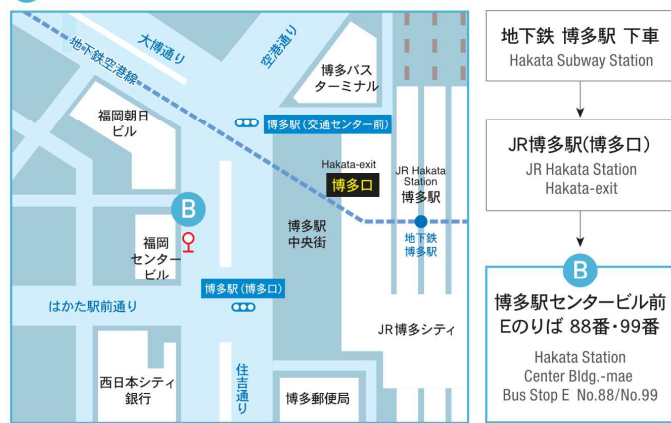 大博通り
空港通り
地下鉄空港線
博多バス
ターミナル
福岡朝日
ビル
博多駅(交通センター前)
Hakata-exit
博多口
JR Hakata
Station
博多駅
B
福岡
センター
ビル
博多駅
中央街
地下鉄
博多駅
博多駅(博多口)
はかた駅前通り
JR博多シティ
西日本シティ
銀行
住吉通り
博多郵便局
地下鉄 博多駅 下車
Hakata Subway Station
JR博多駅(博多口)
JR Hakata Station
Hakata-exit
B
博多駅センタービル前
Eのりば 88番・99番
Hakata Station
Center Bldg.-mae
Bus Stop E No.88/No.99